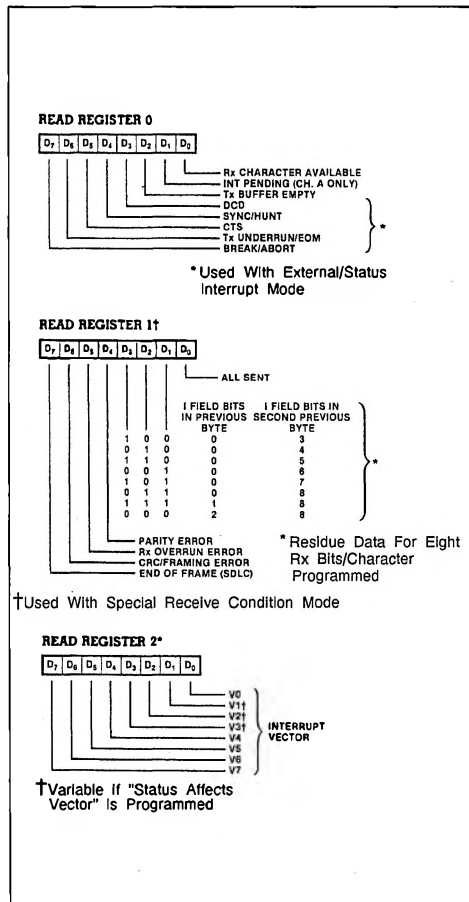 READ REGISTER 0
D7 D6 D5 D4 D3 D2 D1 D0
Rx CHARACTER AVAILABLE
INT PENDING (CH. A ONLY)
Tx BUFFER EMPTY
DCD
SYNC/HUNT
CTS
Tx UNDERRUN/EOM
BREAK/ABORT
*
*Used With External/Status
Interrupt Mode
READ REGISTER 1†
D7 D6 D5 D4 D3 D2 D1 D0
ALL SENT
I FIELD BITS I FIELD BITS IN
IN PREVIOUS SECOND PREVIOUS
BYTE BYTE
1 0 0 0 3
0 1 0 0 4
1 1 0 0 5
0 0 1 0 6
1 0 1 0 7
0 1 1 0 8
1 1 1 1 8
0 0 0 2 8
*
PARITY ERROR
Rx OVERRUN ERROR
CRC/FRAMING ERROR
END OF FRAME (SDLC)
*Residue Data For Eight
Rx Bits/Character
Programmed
†Used With Special Receive Condition Mode
READ REGISTER 2*
D7 D6 D5 D4 D3 D2 D1 D0
V0
V1†
V2†
V3†
V4
V5
V6
V7
INTERRUPT
VECTOR
†Variable If "Status Affects
Vector" Is Programmed